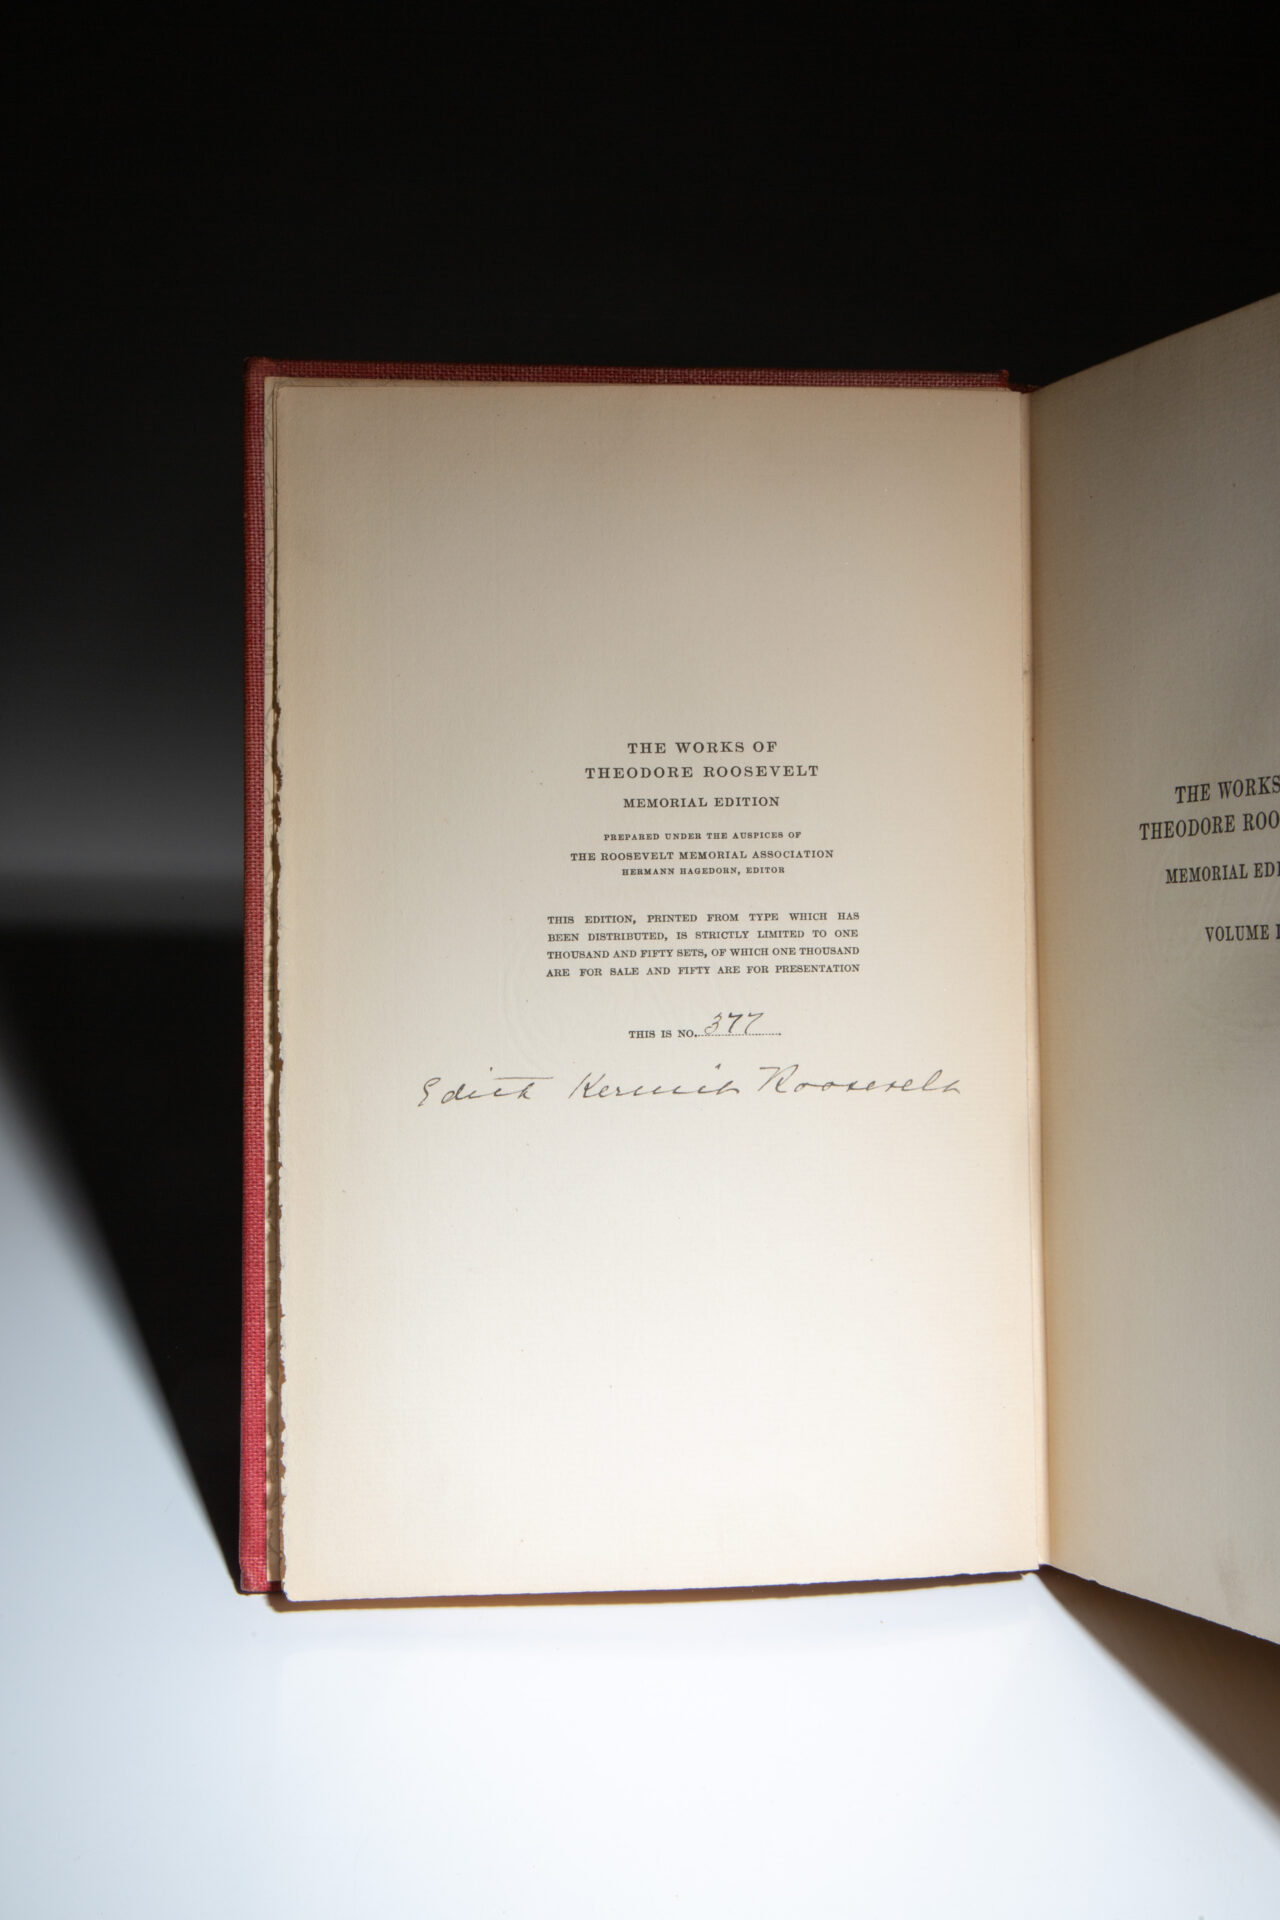 THE WORKS OF
THEODORE ROOSEVELT
MEMORIAL EDITION
PREPARED UNDER THE AUSPICES OF
THE ROOSEVELT MEMORIAL ASSOCIATION
HERMANN HAGEDORN, EDITOR
THIS EDITION, PRINTED FROM TYPE WHICH HAS
BEEN DISTRIBUTED, IS STRICTLY LIMITED TO ONE
THOUSAND AND FIFTY SETS, OF WHICH ONE THOUSAND
ARE FOR SALE AND FIFTY ARE FOR PRESENTATION
THIS IS NO. 377
Edith Kermit Roosevelt
THE WORKS
THEODORE ROO
MEMORIAL EDI
VOLUME I